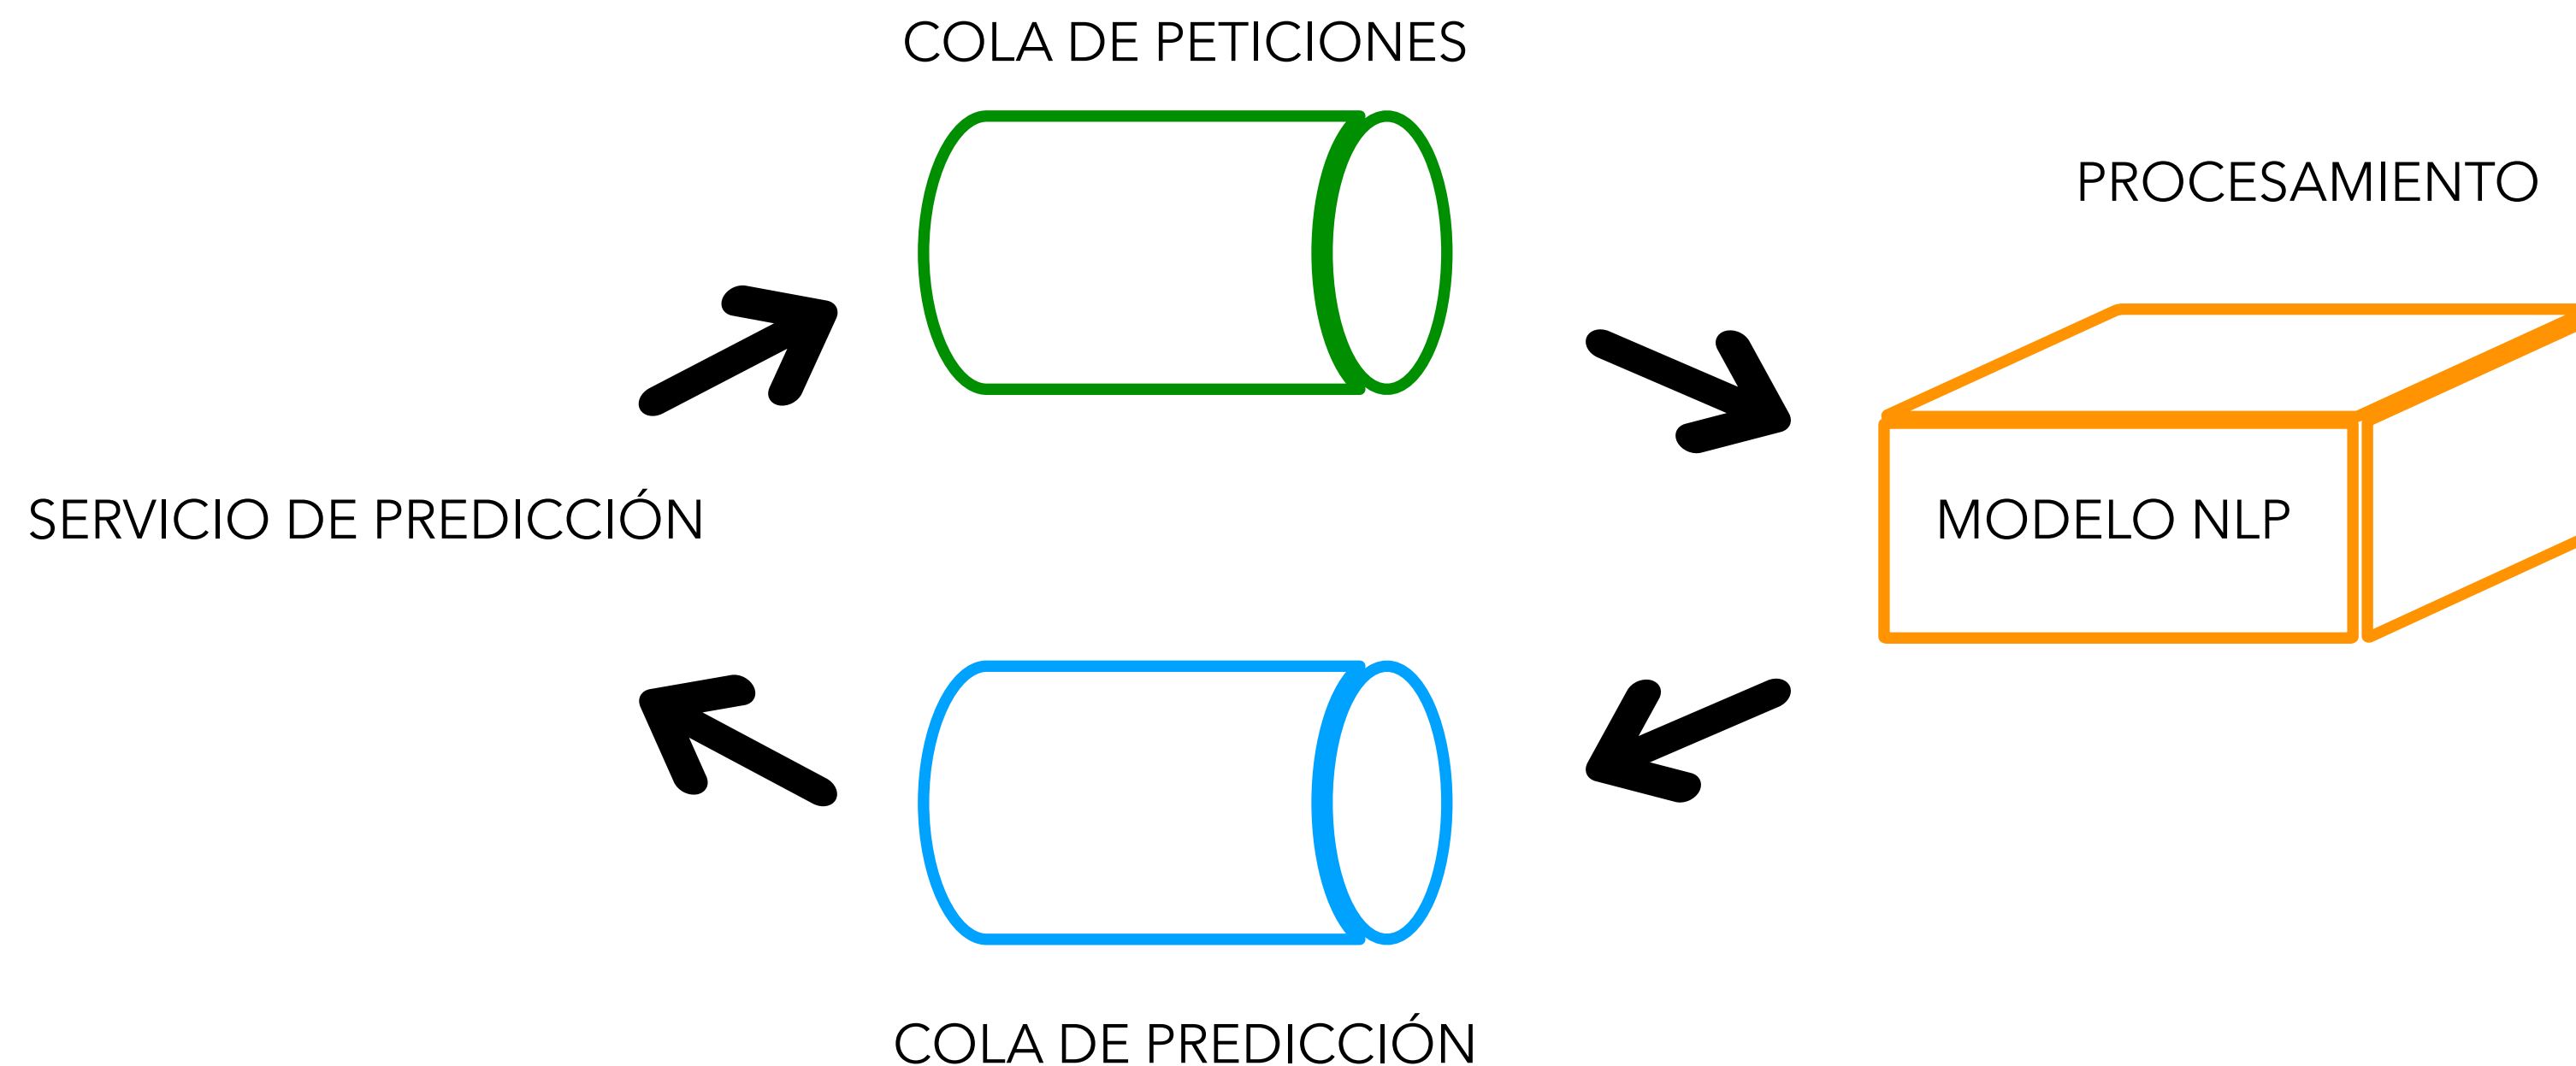 COLA DE PETICIONES
PROCESAMIENTO
SERVICIO DE PREDICCIÓN
MODELO NLP
COLA DE PREDICCIÓN